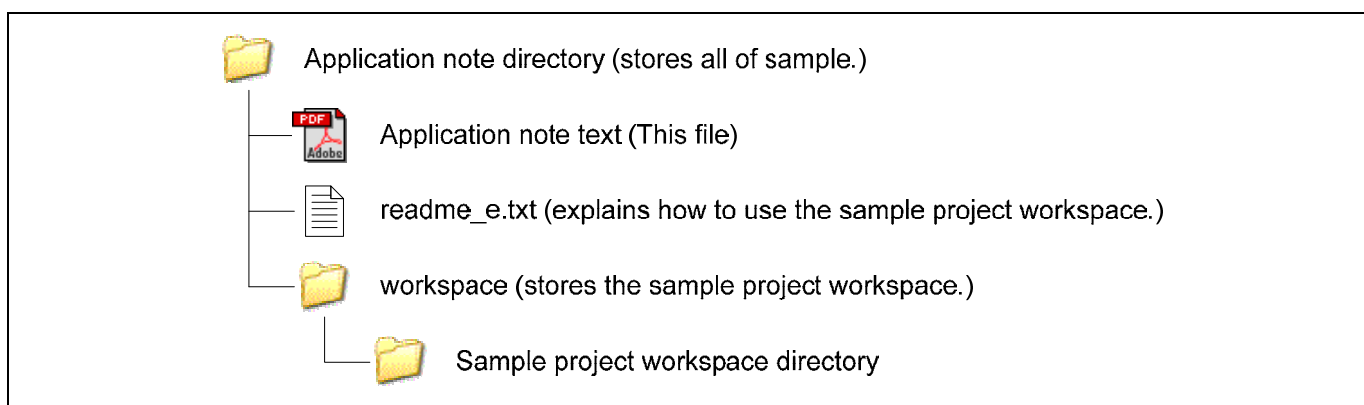 Application note directory (stores all of sample.)
PDF
Adobe
Application note text (This file)
readme_e.txt (explains how to use the sample project workspace.)
workspace (stores the sample project workspace.)
Sample project workspace directory